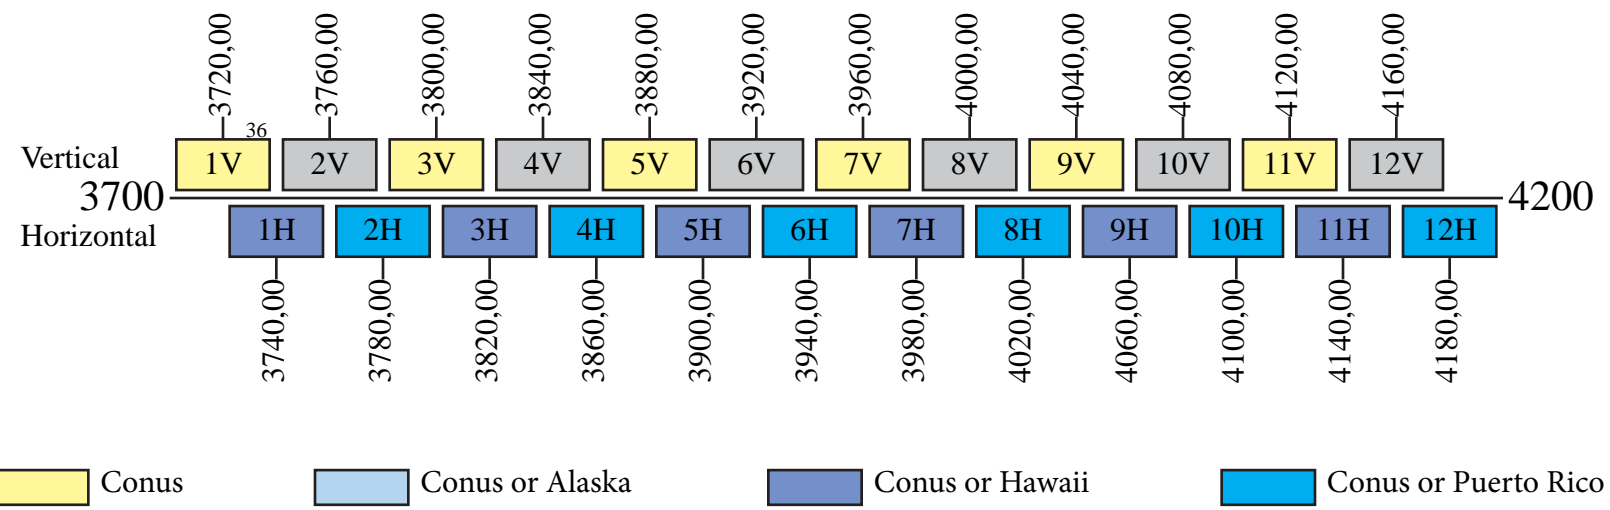 3720,00 3760,00 3800,00 3840,00 3880,00 3920,00 3960,00 4000,00 4040,00 4080,00 4120,00 4160,00
36
Vertical 1V 2V 3V 4V 5V 6V 7V 8V 9V 10V 11V 12V
3700 4200
Horizontal 1H 2H 3H 4H 5H 6H 7H 8H 9H 10H 11H 12H
3740,00 3780,00 3820,00 3860,00 3900,00 3940,00 3980,00 4020,00 4060,00 4100,00 4140,00 4180,00
Conus Conus or Alaska Conus or Hawaii Conus or Puerto Rico